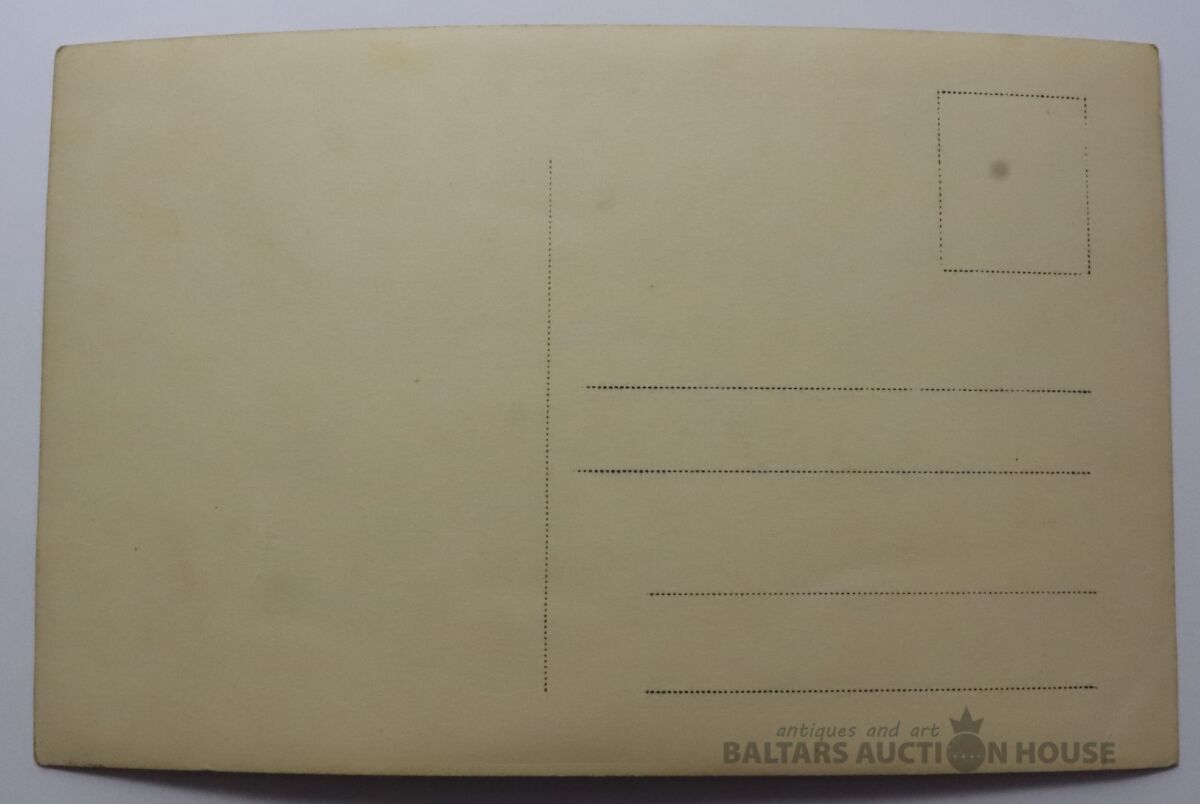 antiques and art
BALTARS AUCTION HOUSE